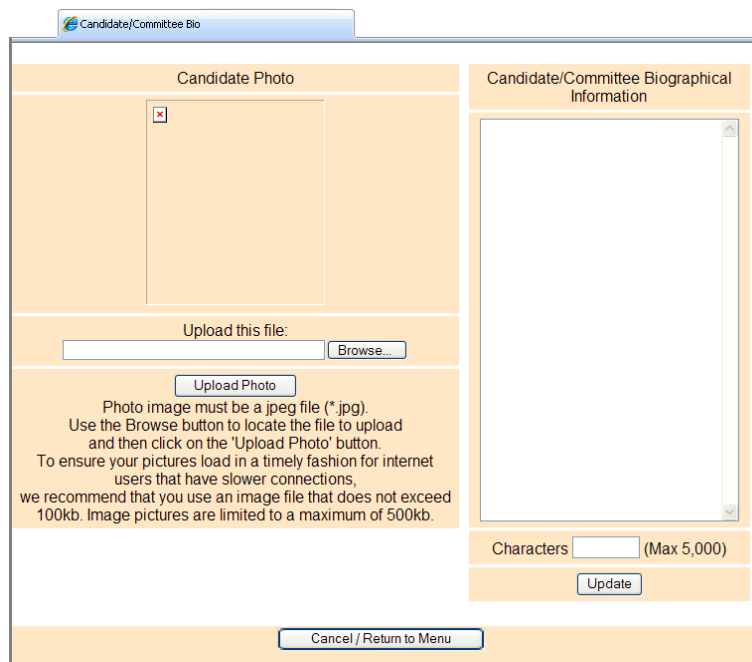 Candidate/Committee Bio
Candidate Photo
Upload this file:
Browse...
Upload Photo
Photo image must be a jpeg file (*.jpg).
Use the Browse button to locate the file to upload
and then click on the 'Upload Photo' button.
To ensure your pictures load in a timely fashion for internet
users that have slower connections,
we recommend that you use an image file that does not exceed
100kb. Image pictures are limited to a maximum of 500kb.
Candidate/Committee Biographical
Information
Characters (Max 5,000)
Update
Cancel / Return to Menu